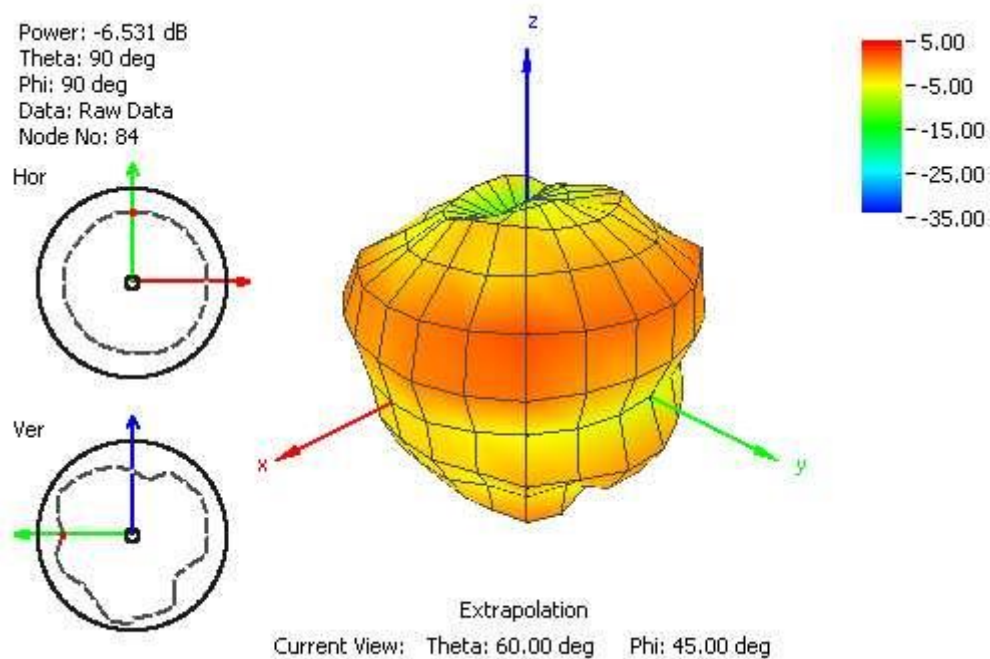 Power: -6.531 dB
Theta: 90 deg
Phi: 90 deg
Data: Raw Data
Node No: 84
Hor
Ver
z
x
y
5.00
-5.00
-15.00
-25.00
-35.00
Extrapolation
Current View: Theta: 60.00 deg Phi: 45.00 deg